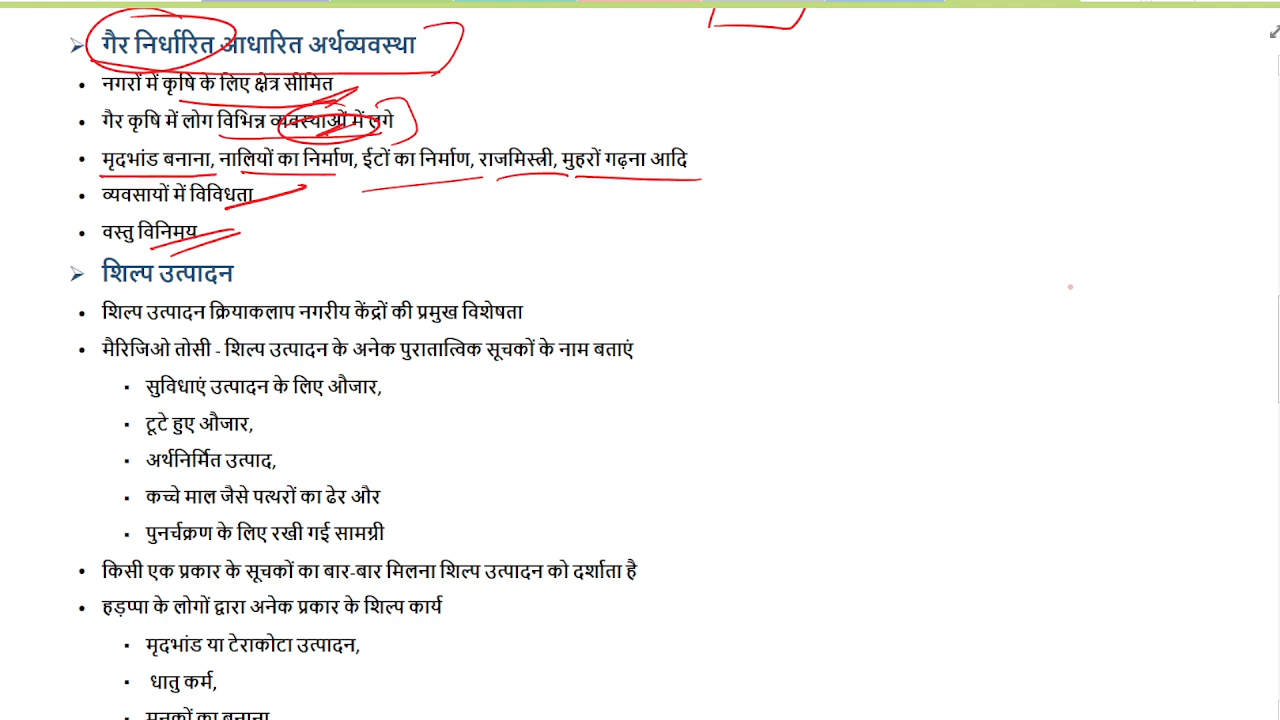 गैर निर्धारित आधारित अर्थव्यवस्था
नगरों में कृषि के लिए क्षेत्र सीमित
गैर कृषि में लोग विभिन्न व्यवस्थाओं में लगे
मृदभांड बनाना, नालियों का निर्माण, ईटों का निर्माण, राजमिस्त्री, मुहरों गढ़ना आदि
व्यवसायों में विविधता
वस्तु विनिमय
शिल्प उत्पादन
शिल्प उत्पादन क्रियाकलाप नगरीय केंद्रों की प्रमुख विशेषता
मैरिजिओ तोसी - शिल्प उत्पादन के अनेक पुरातात्विक सूचकों के नाम बताएं
सुविधाएं उत्पादन के लिए औजार,
टूटे हुए औजार,
अर्थनिर्मित उत्पाद,
कच्चे माल जैसे पत्थरों का ढेर और
पुनर्चक्रण के लिए रखी गई सामग्री
किसी एक प्रकार के सूचकों का बार-बार मिलना शिल्प उत्पादन को दर्शाता है
हड़प्पा के लोगों द्वारा अनेक प्रकार के शिल्प कार्य
मृदभांड या टेराकोटा उत्पादन,
धातु कर्म,
मनकों का बनाना